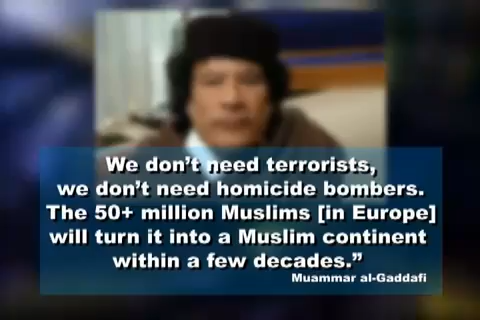 We don't need terrorists,
we don't need homicide bombers.
The 50+ million Muslims [in Europe]
will turn it into a Muslim continent
within a few decades.”
Muammar al-Gaddafi